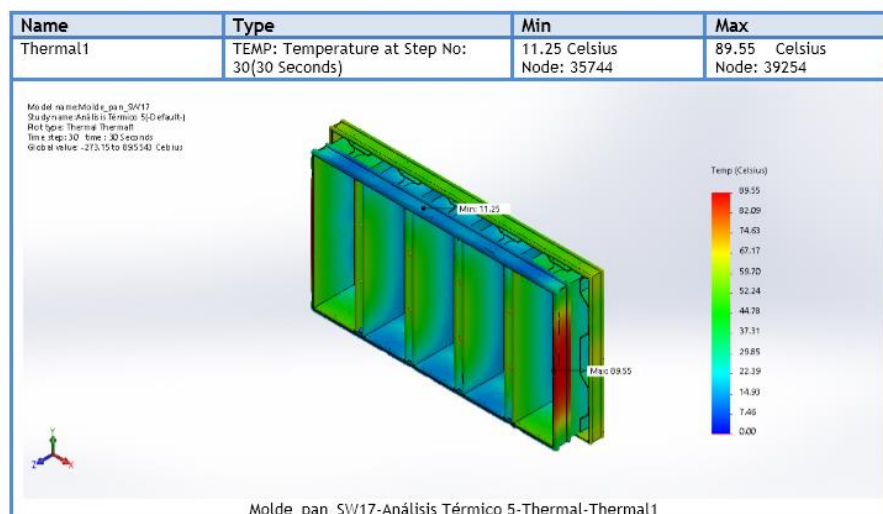 Name Type Min Max
Thermal1 TEMP: Temperature at Step No: 11.25 Celsius 89.55 Celsius
30(30 Seconds) Node: 35744 Node: 39254
Model name:Molde_pan_SW17
Study name:Análisis Térmico 5(-Default-)
Plot type: Thermal Thermal1
Time step: 30 time : 30 Seconds
Global value: -273.15 to 89.5543 Celsius
Temp (Celsius)
89.55
82.09
74.63
67.17
59.70
52.24
44.78
37.31
29.85
22.39
14.93
7.46
0.00
Min: 11.25
Max: 89.55
Y
Z
X
Molde_pan_SW17-Análisis Térmico 5-Thermal-Thermal1